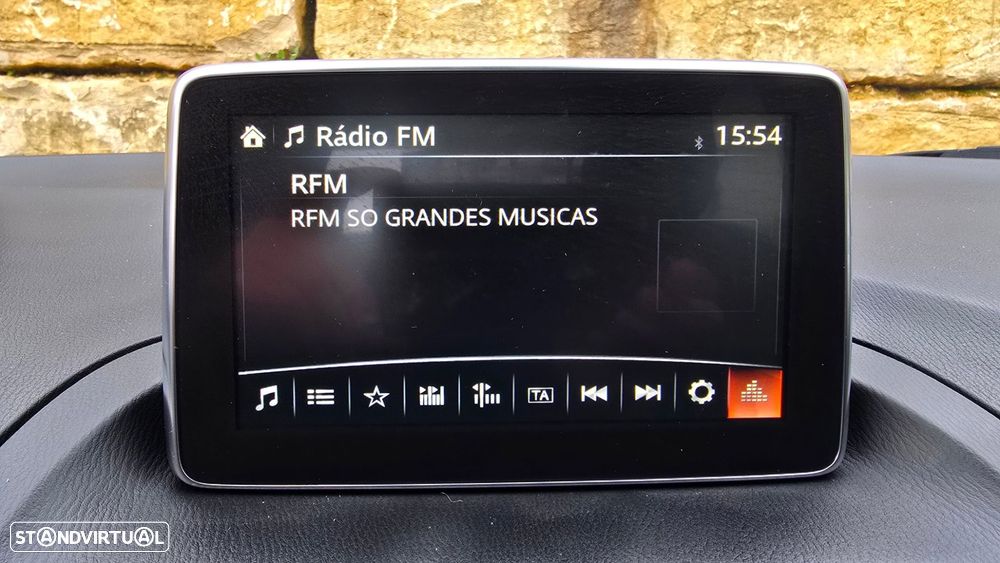 Rádio FM
15:54
RFM
RFM SO GRANDES MUSICAS
TA
STANDVIRTUAL